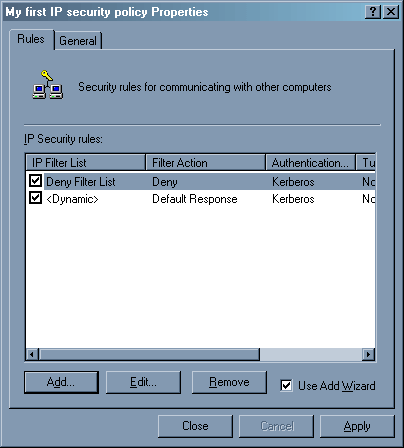 My first IP security policy Properties
Rules General
Security rules for communicating with other computers
IP Security rules:
IP Filter List Filter Action Authentication... Tu
Deny Filter List Deny Kerberos No
<Dynamic> Default Response Kerberos No
Add... Edit... Remove Use Add Wizard
Close Cancel Apply